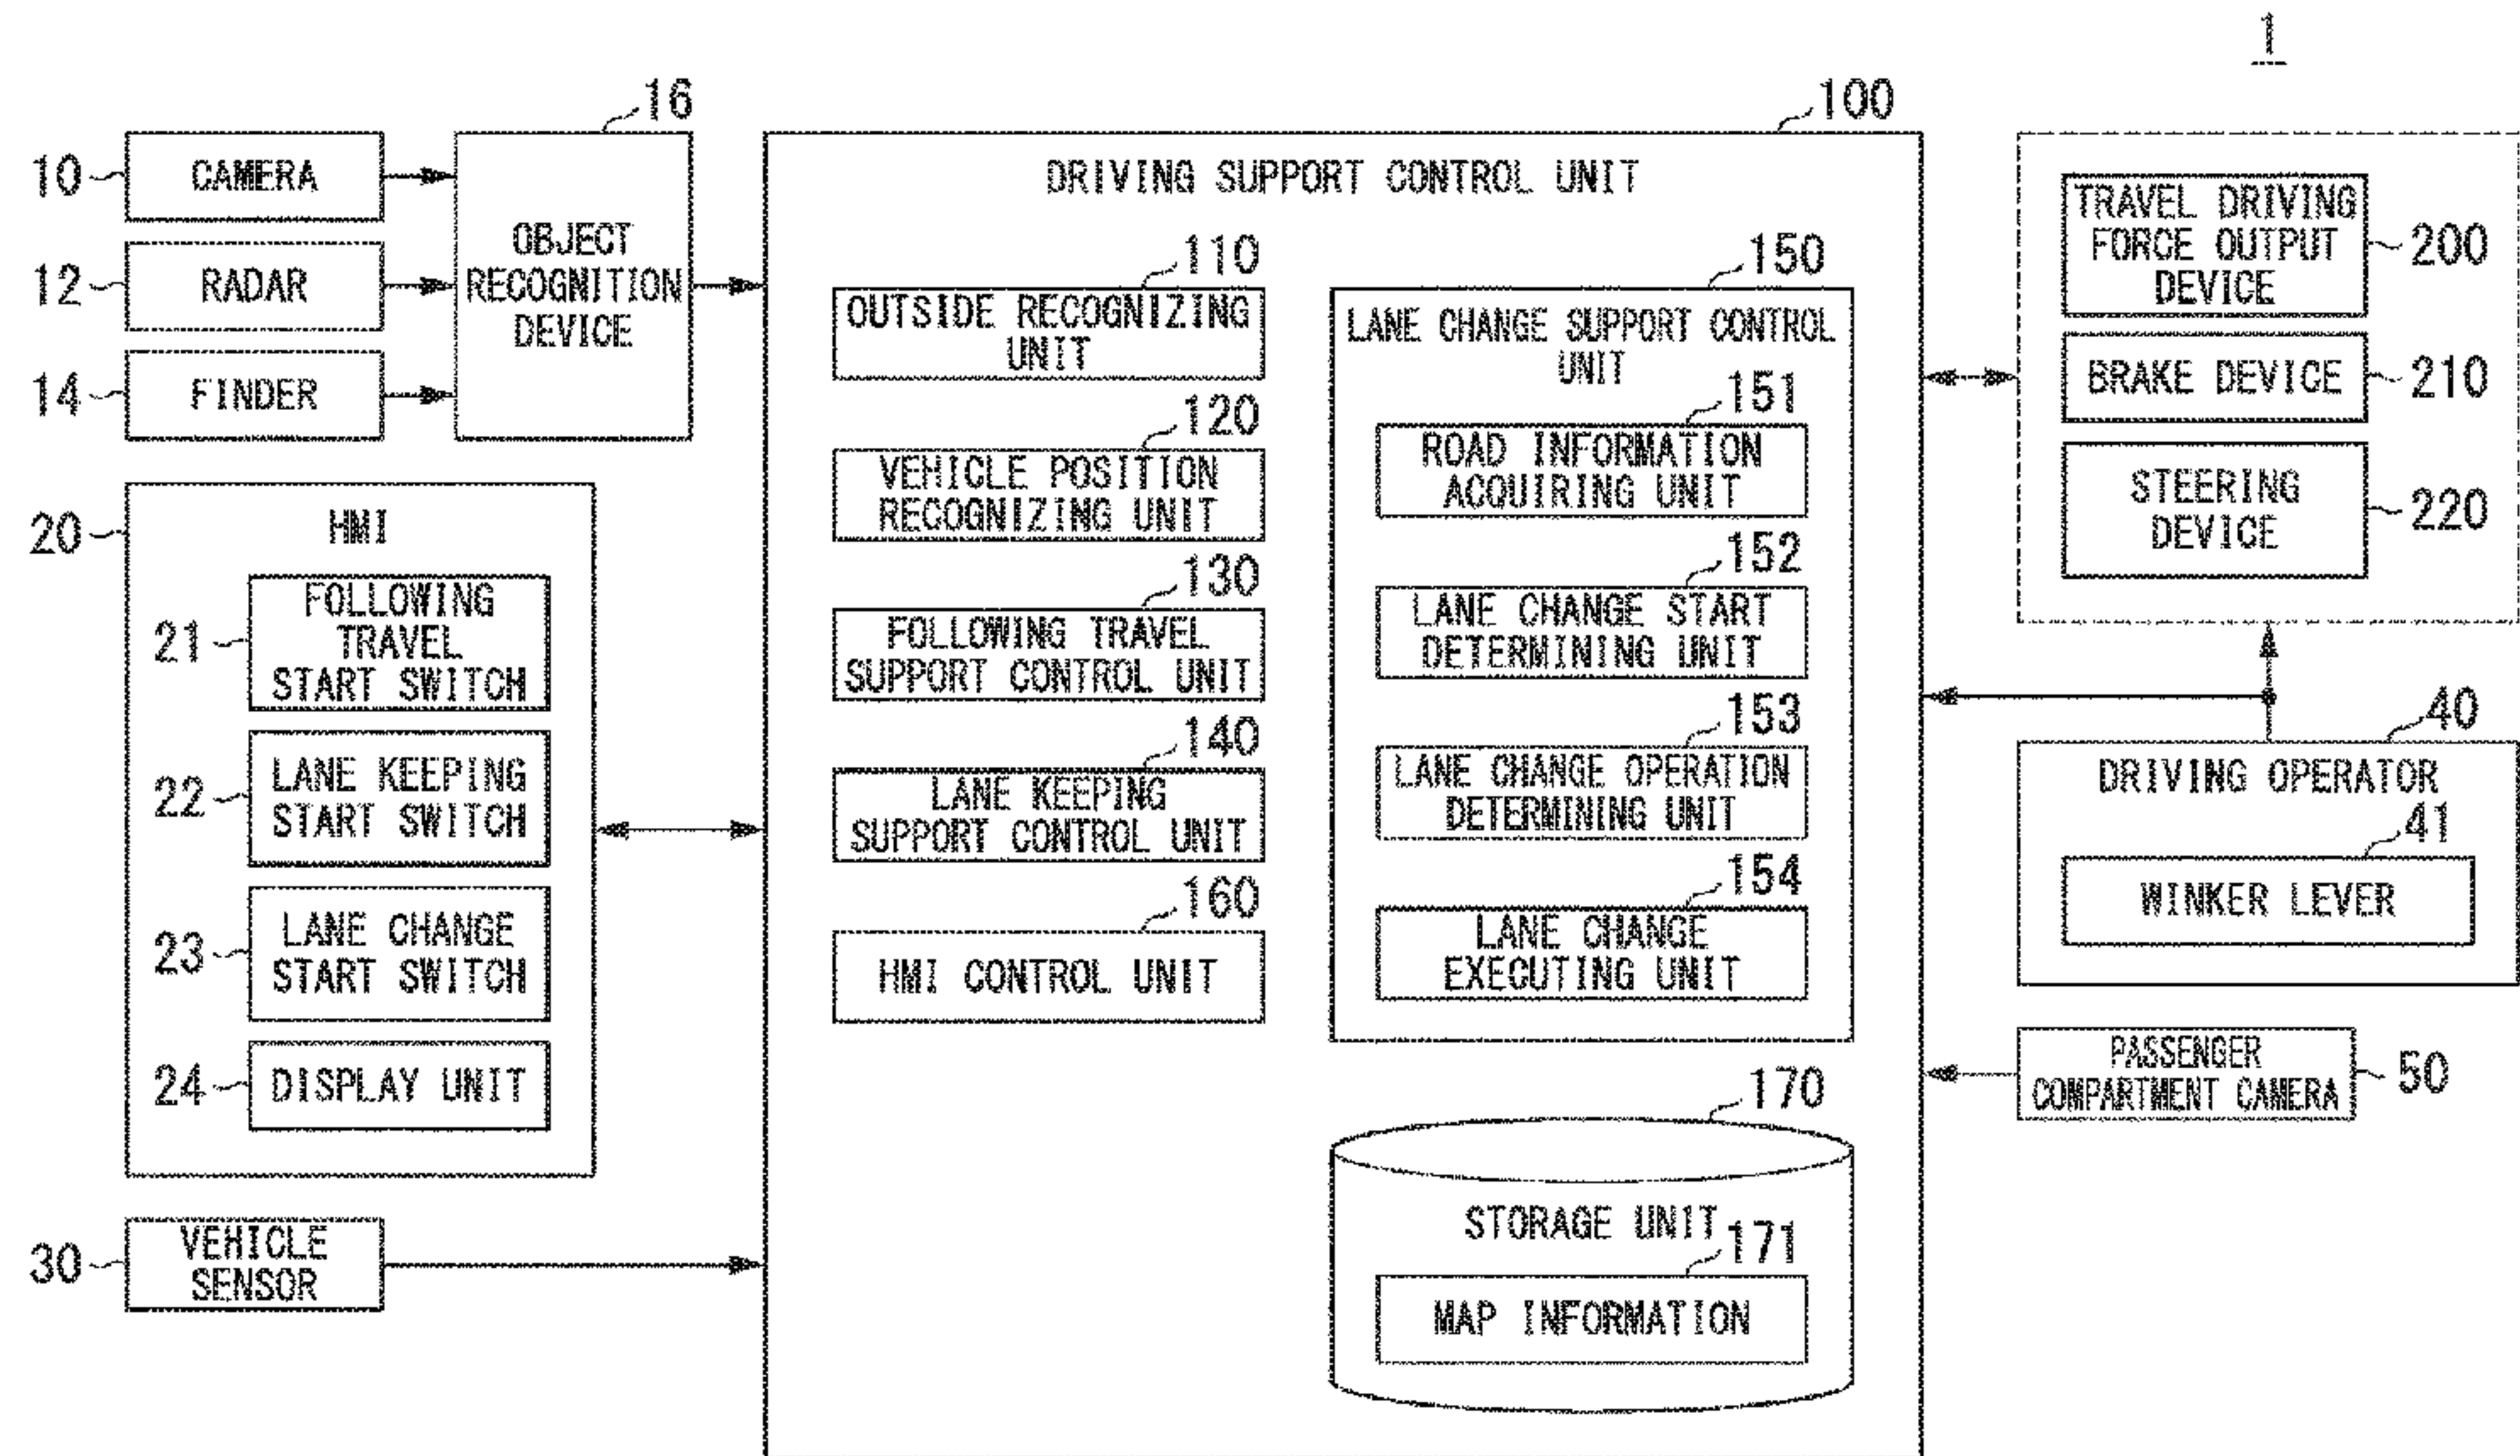 1
16
10
CAMERA
12
RADAR
14
FINDER
OBJECT
RECOGNITION
DEVICE
20
HMI
21
FOLLOWING
TRAVEL
START SWITCH
22
LANE KEEPING
START SWITCH
23
LANE CHANGE
START SWITCH
24
DISPLAY UNIT
30
VEHICLE
SENSOR
100
DRIVING SUPPORT CONTROL UNIT
110
OUTSIDE RECOGNIZING
UNIT
120
VEHICLE POSITION
RECOGNIZING UNIT
130
FOLLOWING TRAVEL
SUPPORT CONTROL UNIT
140
LANE KEEPING
SUPPORT CONTROL UNIT
160
HMI CONTROL UNIT
150
LANE CHANGE SUPPORT CONTROL
UNIT
151
ROAD INFORMATION
ACQUIRING UNIT
152
LANE CHANGE START
DETERMINING UNIT
153
LANE CHANGE OPERATION
DETERMINING UNIT
154
LANE CHANGE
EXECUTING UNIT
170
STORAGE UNIT
171
MAP INFORMATION
TRAVEL DRIVING
FORCE OUTPUT
DEVICE
200
BRAKE DEVICE
210
STEERING
DEVICE
220
40
DRIVING OPERATOR
41
WINKER LEVER
PASSENGER
COMPARTMENT CAMERA
50